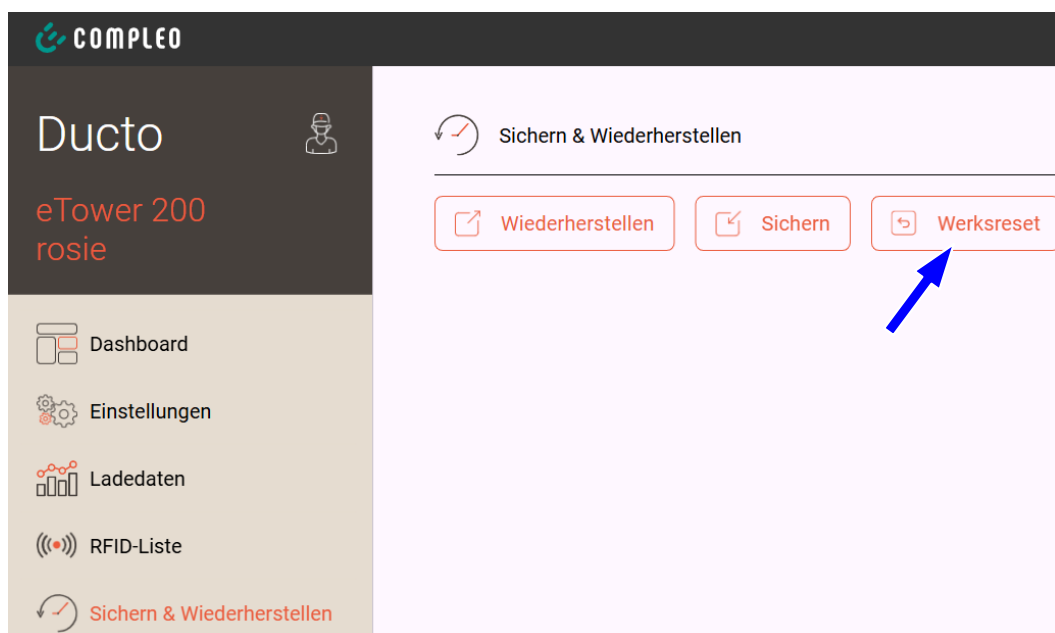 COMPLEO
Ducto
eTower 200
rosie
Dashboard
Einstellungen
Ladedaten
RFID-Liste
Sichern & Wiederherstellen
Sichern & Wiederherstellen
Wiederherstellen
Sichern
Werksreset